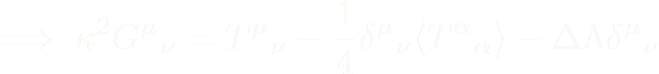 ⟹ κ²G^μ_ν = T^μ_ν − 1/4 δ^μ_ν⟨T^α_α⟩ − ΔΛδ^μ_ν